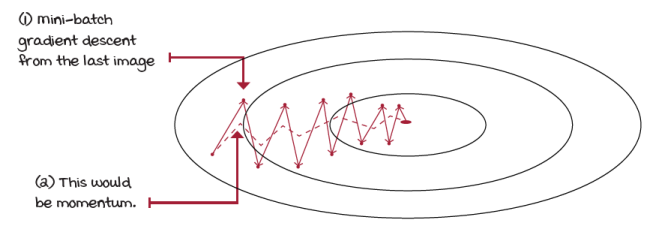 (1) mini-batch
gradient descent
from the last image
(2) This would
be momentum.